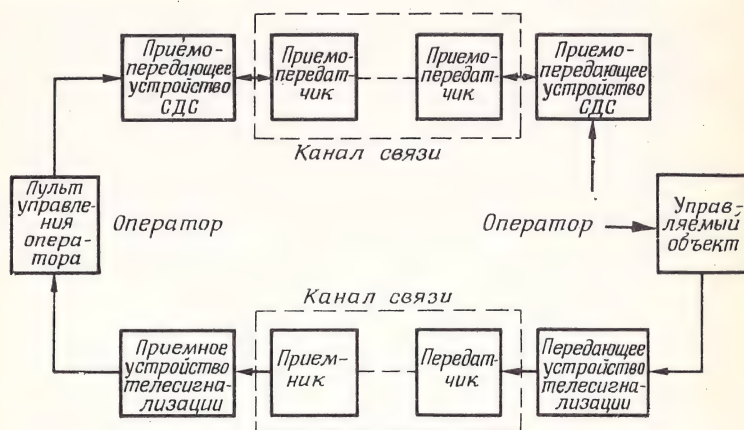 Приемо-
передающее
устройство
СДС
Приемо-
передат-
чик
Приемо-
передат-
чик
Приемо-
передающее
устройство
СДС
Канал связи
Пульт
управле-
ния
опера-
тора
Оператор
Оператор
Управ-
ляемый
объект
Канал связи
Приемное
устройство
телесигна-
лизации
Прием-
ник
Передат-
чик
Передающее
устройство
телесигна-
лизации